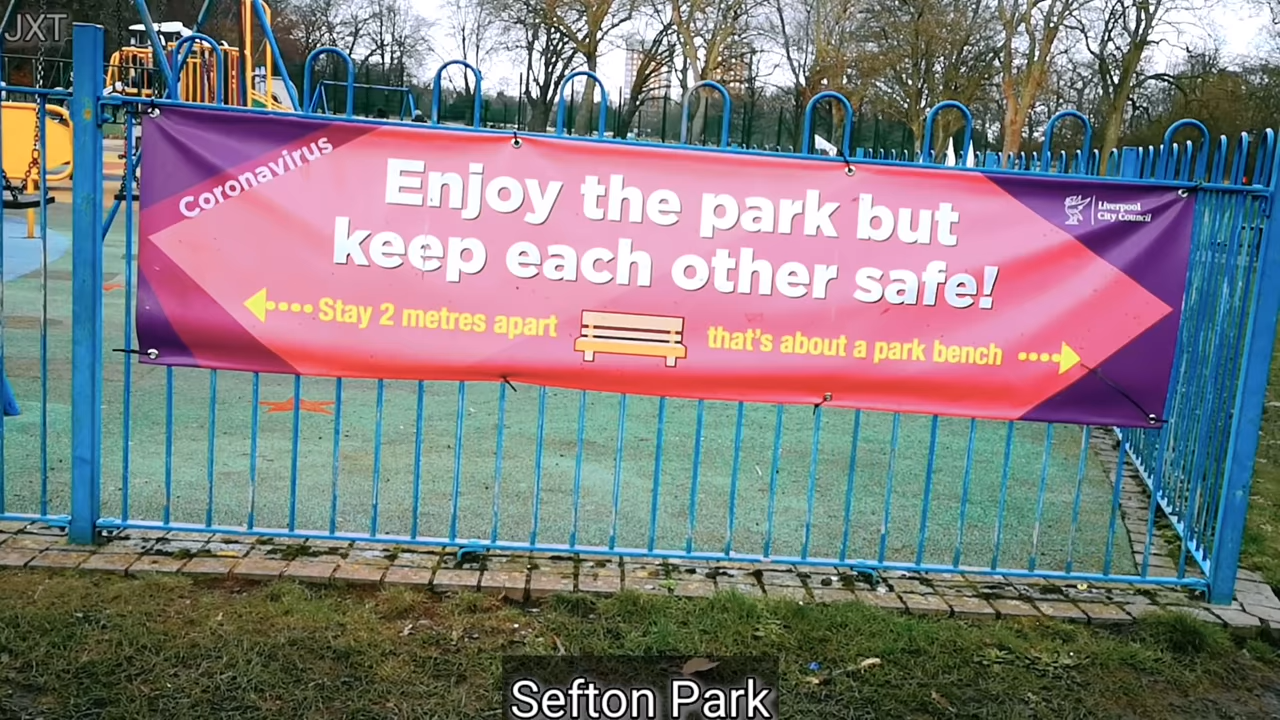 JXT
Coronavirus
Enjoy the park but
keep each other safe!
Liverpool
City Council
Stay 2 metres apart
that's about a park bench
Sefton Park